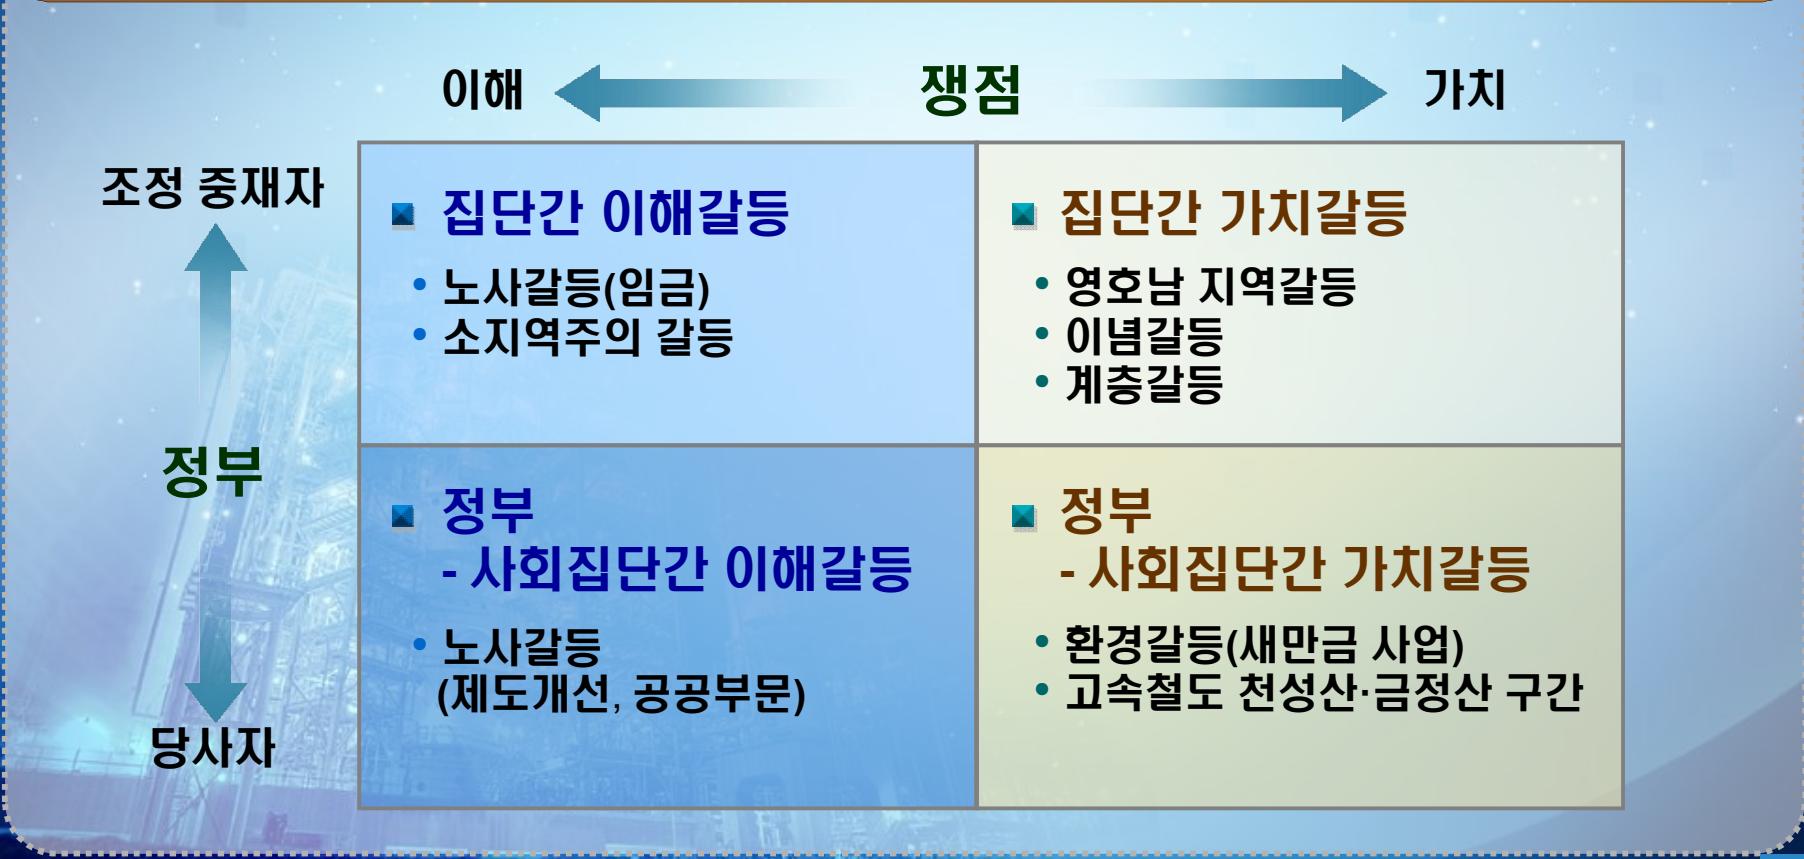 이해 쟁점 가치
조정 중재자
정부
당사자
집단간 이해갈등
노사갈등(임금)
소지역주의 갈등
집단간 가치갈등
영호남 지역갈등
이념갈등
계층갈등
정부
- 사회집단간 이해갈등
노사갈등
(제도개선, 공공부문)
정부
- 사회집단간 가치갈등
환경갈등(새만금 사업)
고속철도 천성산·금정산 구간